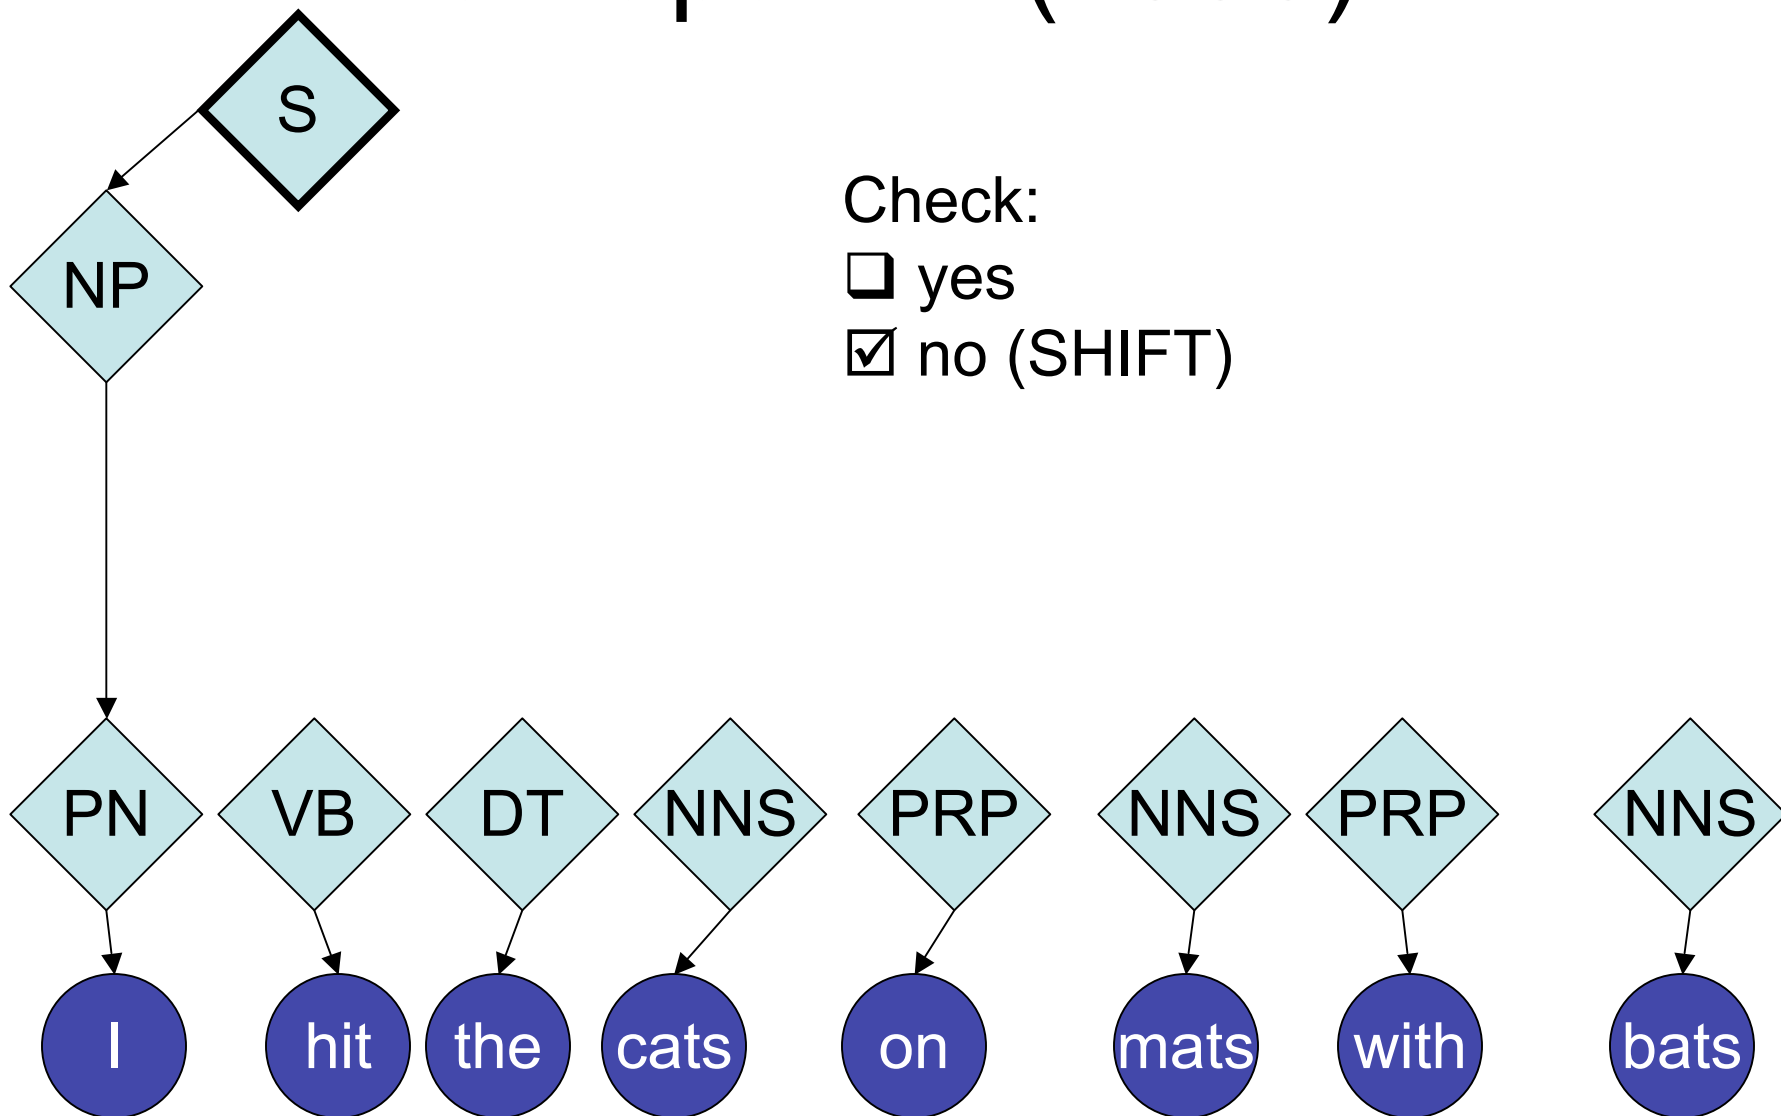 S
NP
Check:
yes
no (SHIFT)
PN VB DT NNS PRP NNS PRP NNS
I hit the cats on mats with bats